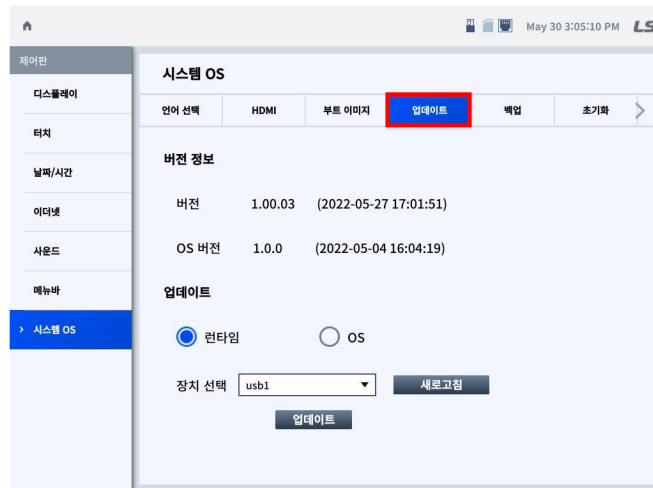 May 30 3:05:10 PM LS
제어판
디스플레이
터치
날짜/시간
이더넷
사운드
메뉴바
> 시스템 OS
시스템 OS
언어 선택 HDMI 부트 이미지 업데이트 백업 초기화 >
버전 정보
버전 1.00.03 (2022-05-27 17:01:51)
OS 버전 1.0.0 (2022-05-04 16:04:19)
업데이트
런타임 OS
장치 선택 usb1 새로고침
업데이트